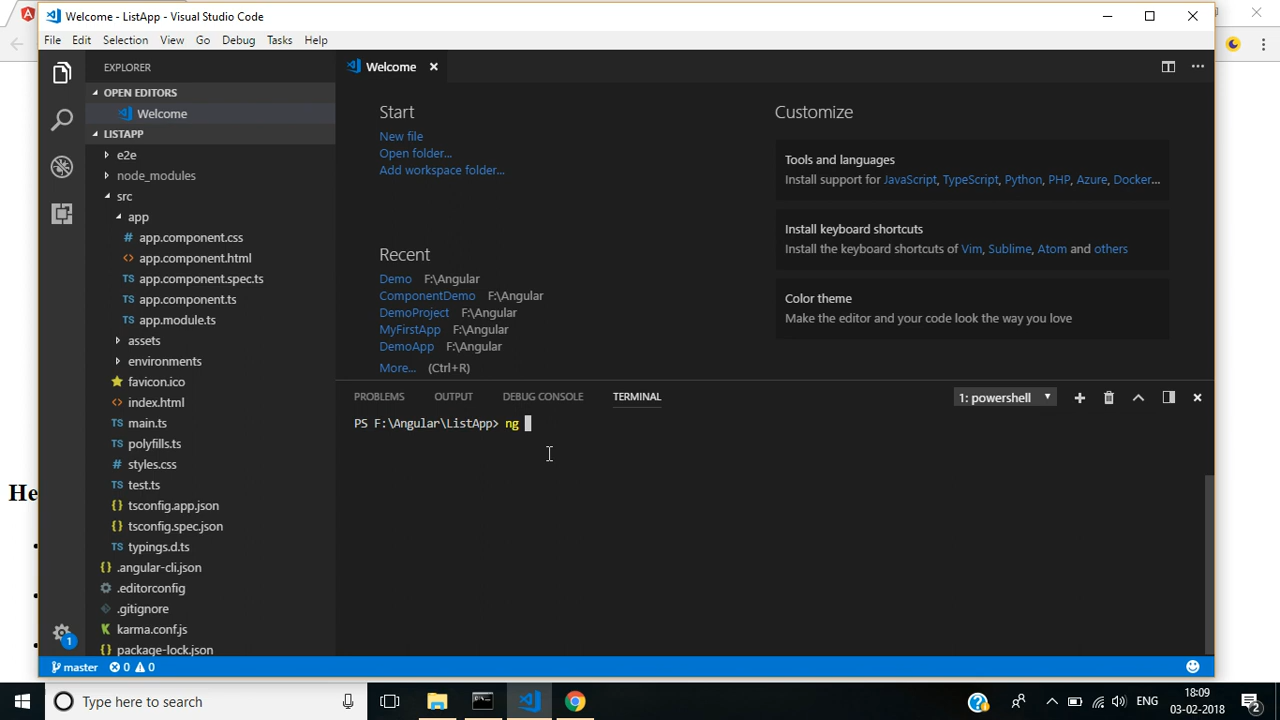 Welcome - ListApp - Visual Studio Code
File Edit Selection View Go Debug Tasks Help
EXPLORER
OPEN EDITORS
Welcome
LISTAPP
e2e
node_modules
src
app
app.component.css
app.component.html
app.component.spec.ts
app.component.ts
app.module.ts
assets
environments
favicon.ico
index.html
main.ts
polyfills.ts
styles.css
test.ts
tsconfig.app.json
tsconfig.spec.json
typings.d.ts
.angular-cli.json
.editorconfig
.gitignore
karma.conf.js
package-lock.json
Welcome
Start
New file
Open folder...
Add workspace folder...
Recent
Demo F:\Angular
ComponentDemo F:\Angular
DemoProject F:\Angular
MyFirstApp F:\Angular
DemoApp F:\Angular
More... (Ctrl+R)
Customize
Tools and languages
Install support for JavaScript, TypeScript, Python, PHP, Azure, Docker...
Install keyboard shortcuts
Install the keyboard shortcuts of Vim, Sublime, Atom and others
Color theme
Make the editor and your code look the way you love
PROBLEMS OUTPUT DEBUG CONSOLE TERMINAL 1: powershell
PS F:\Angular\ListApp> ng
He
1
master 0 0
Type here to search
ENG
18:09
03-02-2018
2